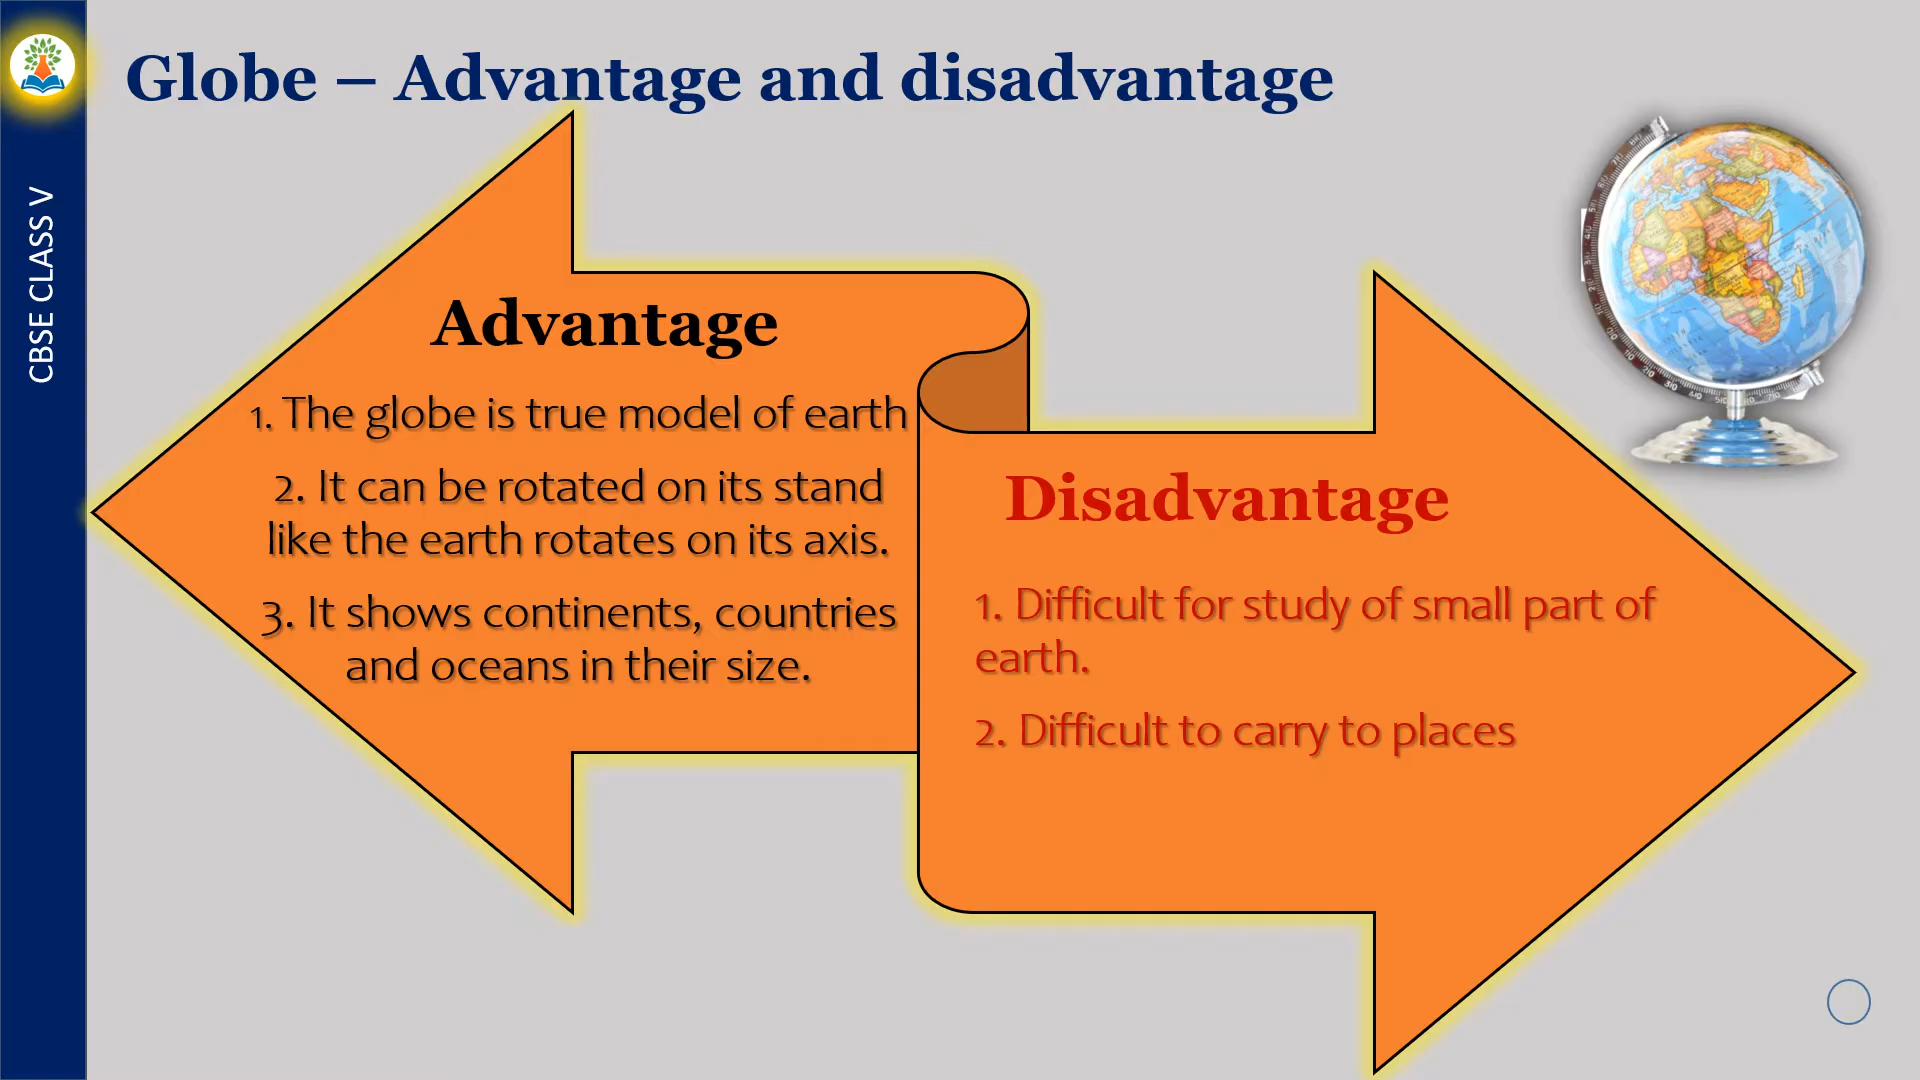 Globe – Advantage and disadvantage
CBSE CLASS V
Advantage
1. The globe is true model of earth
2. It can be rotated on its stand
like the earth rotates on its axis.
3. It shows continents, countries
and oceans in their size.
Disadvantage
1. Difficult for study of small part of
earth.
2. Difficult to carry to places